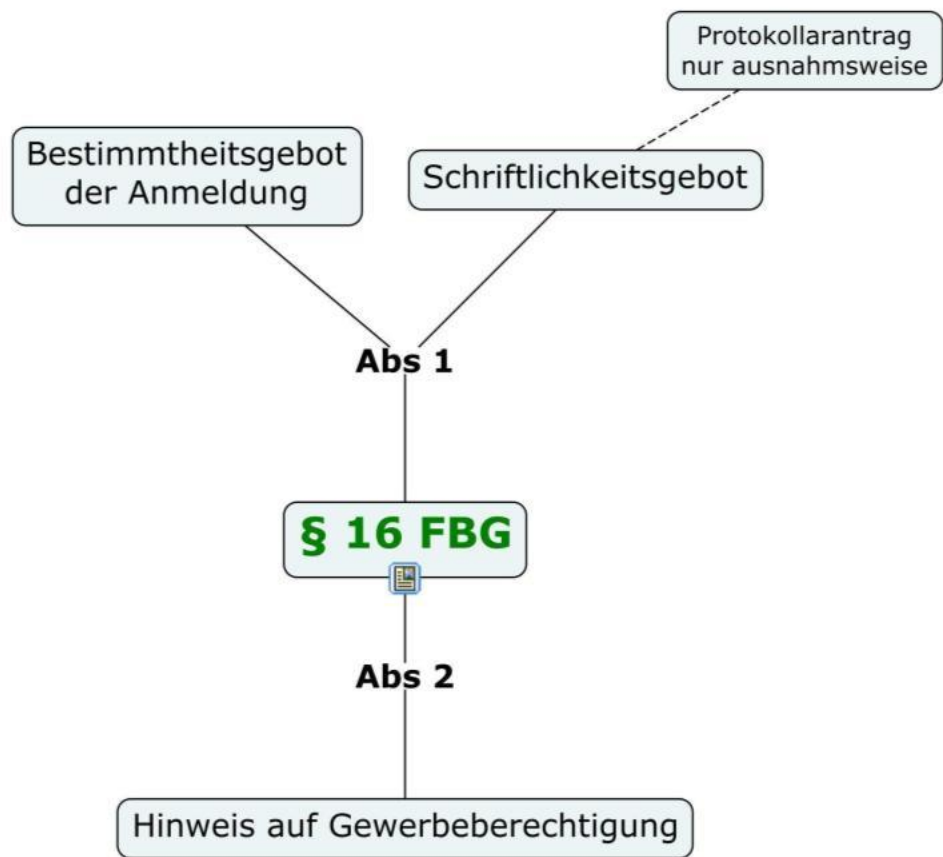 Protokollarantrag
nur ausnahmsweise
Bestimmtheitsgebot
der Anmeldung
Schriftlichkeitsgebot
Abs 1
§ 16 FBG
Abs 2
Hinweis auf Gewerbeberechtigung